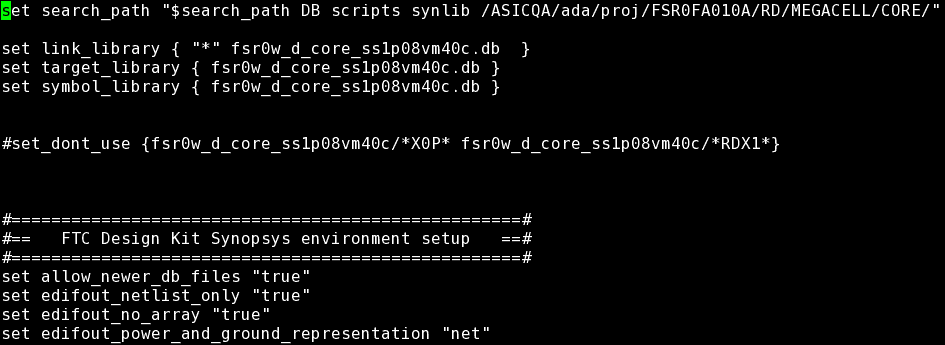 set search_path "$search_path DB scripts synlib /ASICQA/ada/proj/FSR0FA010A/RD/MEGACELL/CORE/"
set link_library { "*" fsr0w_d_core_ss1p08vm40c.db  }
set target_library { fsr0w_d_core_ss1p08vm40c.db }
set symbol_library { fsr0w_d_core_ss1p08vm40c.db }
#set_dont_use {fsr0w_d_core_ss1p08vm40c/*X0P* fsr0w_d_core_ss1p08vm40c/*RDX1*}
#===================================================#
#==   FTC Design Kit Synopsys environment setup   ==#
#===================================================#
set allow_newer_db_files "true"
set edifout_netlist_only "true"
set edifout_no_array "true"
set edifout_power_and_ground_representation "net"